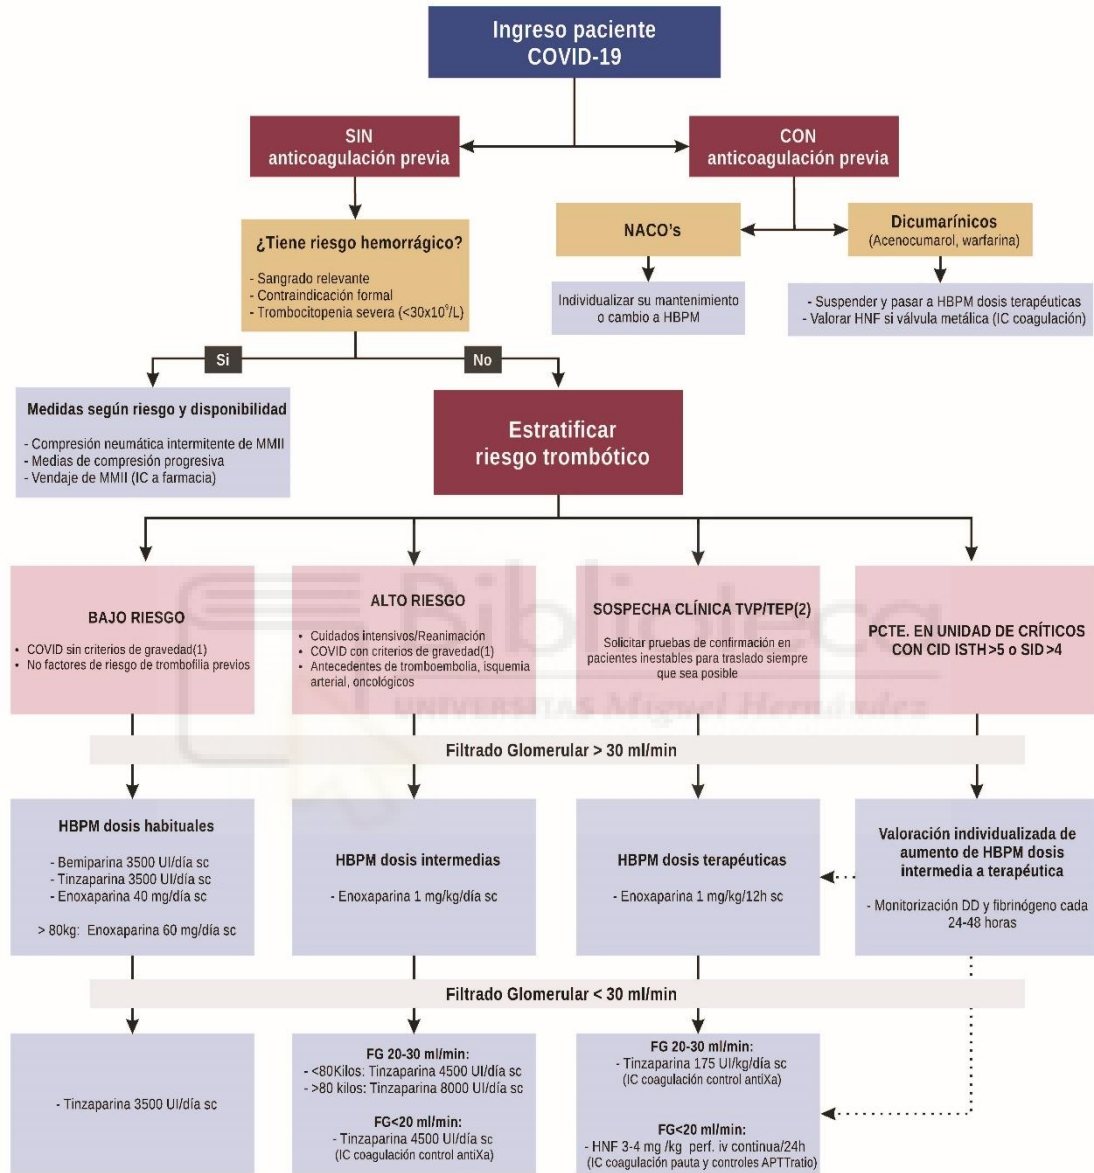 Ingreso paciente
COVID-19
SIN
anticoagulación previa
CON
anticoagulación previa
¿Tiene riesgo hemorrágico?
- Sangrado relevante
- Contraindicación formal
- Trombocitopenia severa (<30x10⁹/L)
NACO's
Dicumarínicos
(Acenocumarol, warfarina)
Individualizar su mantenimiento
o cambio a HBPM
- Suspender y pasar a HBPM dosis terapéuticas
- Valorar HNF si válvula metálica (IC coagulación)
Si
No
Medidas según riesgo y disponibilidad
- Compresión neumática intermitente de MMII
- Medias de compresión progresiva
- Vendaje de MMII (IC a farmacia)
Estratificar
riesgo trombótico
BAJO RIESGO
• COVID sin criterios de gravedad(1)
• No factores de riesgo de trombofilia previos
ALTO RIESGO
• Cuidados intensivos/Reanimación
• COVID con criterios de gravedad(1)
• Antecedentes de tromboembolia, isquemia
arterial, oncológicos
SOSPECHA CLÍNICA TVP/TEP(2)
Solicitar pruebas de confirmación en
pacientes inestables para traslado siempre
que sea posible
PCTE. EN UNIDAD DE CRÍTICOS
CON CID ISTH>5 o SID>4
Biblioteca
UNIVERSITAS Miguel Hernández
Filtrado Glomerular > 30 ml/min
HBPM dosis habituales
- Bemiparina 3500 UI/día sc
- Tinzaparina 3500 UI/día sc
- Enoxaparina 40 mg/día sc
> 80kg: Enoxaparina 60 mg/día sc
HBPM dosis intermedias
- Enoxaparina 1 mg/kg/día sc
HBPM dosis terapéuticas
- Enoxaparina 1 mg/kg/12h sc
Valoración individualizada de
aumento de HBPM dosis
intermedia a terapéutica
- Monitorización DD y fibrinógeno cada
24-48 horas
Filtrado Glomerular < 30 ml/min
- Tinzaparina 3500 UI/día sc
FG 20-30 ml/min:
- <80Kilos: Tinzaparina 4500 UI/día sc
- >80 kilos: Tinzaparina 8000 UI/día sc
FG<20 ml/min:
- Tinzaparina 4500 UI/día sc
(IC coagulación control antiXa)
FG 20-30 ml/min:
- Tinzaparina 175 UI/kg/día sc
(IC coagulación control antiXa)
FG<20 ml/min:
- HNF 3-4 mg /kg perf. iv continua/24h
(IC coagulación pauta y controles APTTratio)